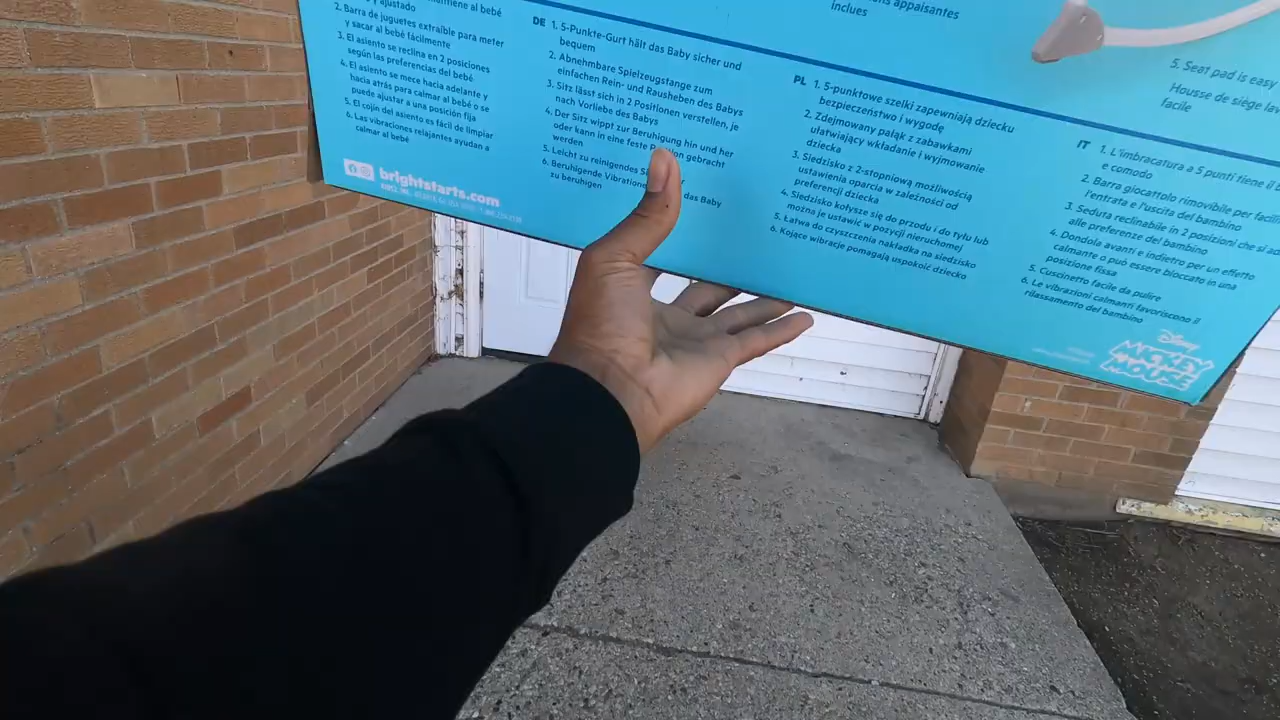 y ajustado
2. Barra de juguetes extraíble para meter
y sacar al bebé fácilmente
3. El asiento se reclina en 2 posiciones
según las preferencias del bebé
4. El asiento se mece hacia adelante y
hacia atrás para calmar al bebé o se
puede ajustar a una posición fija
5. El cojín del asiento es fácil de limpiar
6. Las vibraciones relajantes ayudan a
calmar al bebé
brightstarts.com
DE 1. 5-Punkte-Gurt hält das Baby sicher und
bequem
2. Abnehmbare Spielzeugstange zum
einfachen Rein- und Rausheben des Babys
3. Sitz lässt sich in 2 Positionen verstellen, je
nach Vorliebe des Babys
4. Der Sitz wippt zur Beruhigung hin und her
oder kann in eine feste gebracht
werden
5. Leicht zu reinigendes
6. Beruhigende das Baby
zu beruhigen
apaisantes
inclues
PL 1. 5-punktowe szelki zapewniają dziecku
bezpieczeństwo i wygodę
2. Zdejmowany pałąk z zabawkami
ułatwiający wkładanie i wyjmowanie
dziecka
3. Siedzisko z 2-stopniową możliwością
ustawienia oparcia w zależności od
preferencji dziecka
4. Siedzisko kołysze się do przodu i do tyłu lub
można je ustawić w pozycji nieruchomej
5. Łatwa do czyszczenia nakładka na siedzisko
6. Kojące wibracje pomagają uspokoić dziecko
5. Seat pad is easy
Housse de siège
facile
IT 1. L'imbracatura a 5 punti tiene il
e comodo
2. Barra giocattolo rimovibile per
l'entrata e l'uscita del bambino
3. Seduta reclinabile in 2 posizioni che si
alle preferenze del bambino
4. Dondola avanti e indietro per un effetto
calmante o può essere bloccato in una
posizione fissa
5. Cuscinetto facile da pulire
6. Le vibrazioni calmanti favoriscono il
rilassamento del bambino
Disney
MICKEY
MOUSE